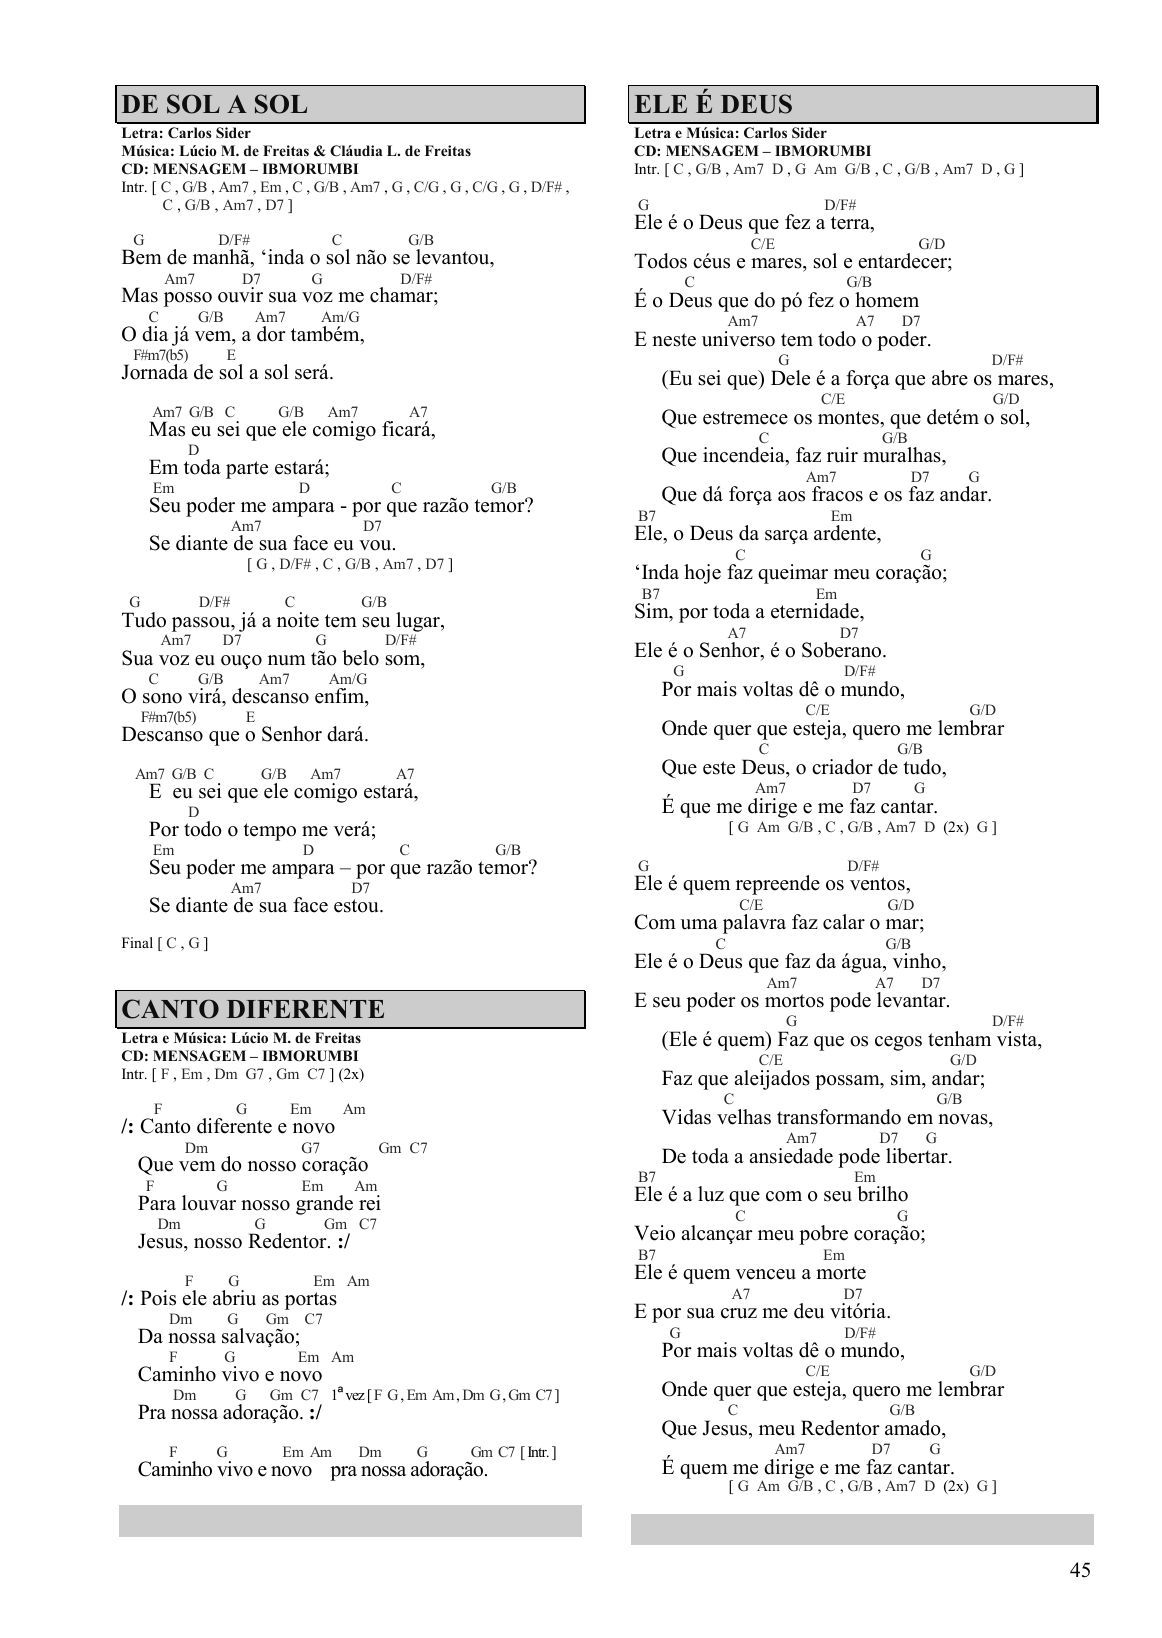 DE SOL A SOL
Letra: Carlos Sider
Música: Lúcio M. de Freitas & Cláudia L. de Freitas
CD: MENSAGEM – IBMORUMBI
Intr. [ C , G/B , Am7 , Em , C , G/B , Am7 , G , C/G , G , C/G , G , D/F# ,
C , G/B , Am7 , D7 ]
G D/F# C G/B
Bem de manhã, ‘inda o sol não se levantou,
Am7 D7 G D/F#
Mas posso ouvir sua voz me chamar;
C G/B Am7 Am/G
O dia já vem, a dor também,
F#m7(b5) E
Jornada de sol a sol será.
Am7 G/B C G/B Am7 A7
Mas eu sei que ele comigo ficará,
D
Em toda parte estará;
Em D C G/B
Seu poder me ampara - por que razão temor?
Am7 D7
Se diante de sua face eu vou.
[ G , D/F# , C , G/B , Am7 , D7 ]
G D/F# C G/B
Tudo passou, já a noite tem seu lugar,
Am7 D7 G D/F#
Sua voz eu ouço num tão belo som,
C G/B Am7 Am/G
O sono virá, descanso enfim,
F#m7(b5) E
Descanso que o Senhor dará.
Am7 G/B C G/B Am7 A7
E eu sei que ele comigo estará,
D
Por todo o tempo me verá;
Em D C G/B
Seu poder me ampara – por que razão temor?
Am7 D7
Se diante de sua face estou.
Final [ C , G ]
CANTO DIFERENTE
Letra e Música: Lúcio M. de Freitas
CD: MENSAGEM – IBMORUMBI
Intr. [ F , Em , Dm G7 , Gm C7 ] (2x)
F G Em Am
/: Canto diferente e novo
Dm G7 Gm C7
Que vem do nosso coração
F G Em Am
Para louvar nosso grande rei
Dm G Gm C7
Jesus, nosso Redentor. :/
F G Em Am
/: Pois ele abriu as portas
Dm G Gm C7
Da nossa salvação;
F G Em Am
Caminho vivo e novo
Dm G Gm C7 1ª vez [ F G , Em Am , Dm G , Gm C7 ]
Pra nossa adoração. :/
F G Em Am Dm G Gm C7 [ Intr. ]
Caminho vivo e novo pra nossa adoração.
ELE É DEUS
Letra e Música: Carlos Sider
CD: MENSAGEM – IBMORUMBI
Intr. [ C , G/B , Am7 D , G Am G/B , C , G/B , Am7 D , G ]
G D/F#
Ele é o Deus que fez a terra,
C/E G/D
Todos céus e mares, sol e entardecer;
C G/B
É o Deus que do pó fez o homem
Am7 A7 D7
E neste universo tem todo o poder.
G D/F#
(Eu sei que) Dele é a força que abre os mares,
C/E G/D
Que estremece os montes, que detém o sol,
C G/B
Que incendeia, faz ruir muralhas,
Am7 D7 G
Que dá força aos fracos e os faz andar.
B7 Em
Ele, o Deus da sarça ardente,
C G
‘Inda hoje faz queimar meu coração;
B7 Em
Sim, por toda a eternidade,
A7 D7
Ele é o Senhor, é o Soberano.
G D/F#
Por mais voltas dê o mundo,
C/E G/D
Onde quer que esteja, quero me lembrar
C G/B
Que este Deus, o criador de tudo,
Am7 D7 G
É que me dirige e me faz cantar.
[ G Am G/B , C , G/B , Am7 D (2x) G ]
G D/F#
Ele é quem repreende os ventos,
C/E G/D
Com uma palavra faz calar o mar;
C G/B
Ele é o Deus que faz da água, vinho,
Am7 A7 D7
E seu poder os mortos pode levantar.
G D/F#
(Ele é quem) Faz que os cegos tenham vista,
C/E G/D
Faz que aleijados possam, sim, andar;
C G/B
Vidas velhas transformando em novas,
Am7 D7 G
De toda a ansiedade pode libertar.
B7 Em
Ele é a luz que com o seu brilho
C G
Veio alcançar meu pobre coração;
B7 Em
Ele é quem venceu a morte
A7 D7
E por sua cruz me deu vitória.
G D/F#
Por mais voltas dê o mundo,
C/E G/D
Onde quer que esteja, quero me lembrar
C G/B
Que Jesus, meu Redentor amado,
Am7 D7 G
É quem me dirige e me faz cantar.
[ G Am G/B , C , G/B , Am7 D (2x) G ]
45